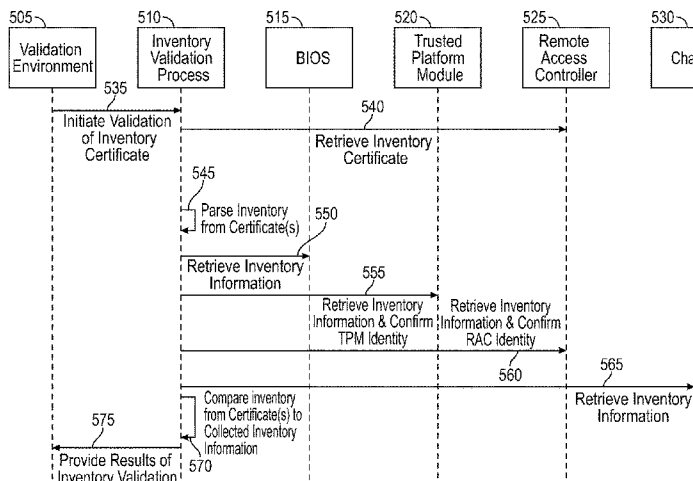 505
510
515
520
525
530
Validation
Environment
Inventory
Validation
Process
BIOS
Trusted
Platform
Module
Remote
Access
Controller
535
Initiate Validation
of Inventory
Certificate
540
Retrieve Inventory
Certificate
545
Parse Inventory
from Certificate(s)
550
Retrieve Inventory
Information
555
Retrieve Inventory
Information & Confirm
TPM Identity
Retrieve Inventory
Information & Confirm
RAC Identity
560
565
Retrieve Inventory
Information
Compare inventory
from Certificate(s) to
Collected Inventory
Information
570
575
Provide Results of
Inventory Validation